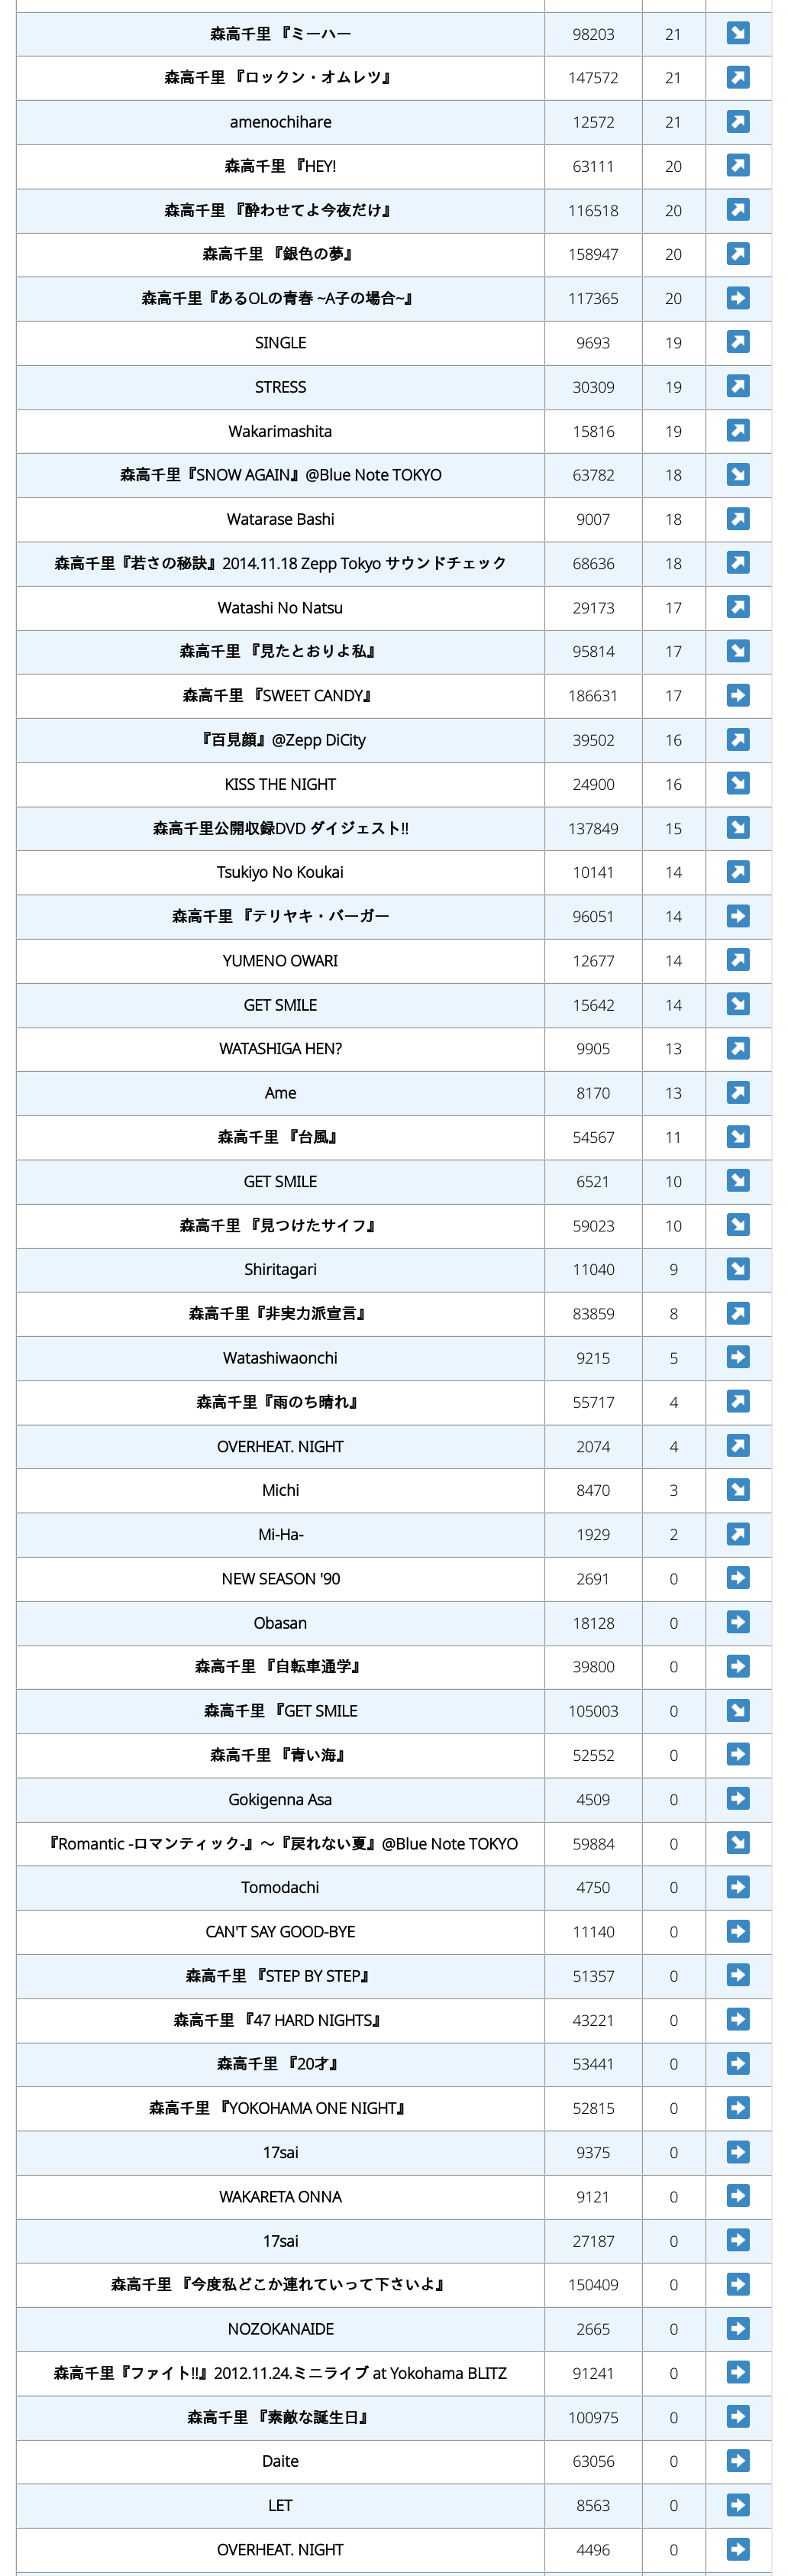 森高千里 『ミーハー 98203 21 ↘
森高千里 『ロックン・オムレツ』 147572 21 ↗
amenochihare 12572 21 ↗
森高千里 『HEY! 63111 20 ↗
森高千里 『酔わせてよ今夜だけ』 116518 20 ↗
森高千里 『銀色の夢』 158947 20 ↗
森高千里『あるOLの青春 ~A子の場合~』 117365 20 ➡
SINGLE 9693 19 ↗
STRESS 30309 19 ↗
Wakarimashita 15816 19 ↗
森高千里『SNOW AGAIN』@Blue Note TOKYO 63782 18 ↘
Watarase Bashi 9007 18 ↗
森高千里『若さの秘訣』2014.11.18 Zepp Tokyo サウンドチェック 68636 18 ↗
Watashi No Natsu 29173 17 ↗
森高千里 『見たとおりよ私』 95814 17 ↘
森高千里 『SWEET CANDY』 186631 17 ➡
『百見顔』@Zepp DiCity 39502 16 ↗
KISS THE NIGHT 24900 16 ↘
森高千里公開収録DVD ダイジェスト!! 137849 15 ↘
Tsukiyo No Koukai 10141 14 ↗
森高千里 『テリヤキ・バーガー 96051 14 ➡
YUMENO OWARI 12677 14 ↗
GET SMILE 15642 14 ↘
WATASHIGA HEN? 9905 13 ↗
Ame 8170 13 ↗
森高千里 『台風』 54567 11 ↘
GET SMILE 6521 10 ↘
森高千里 『見つけたサイフ』 59023 10 ↘
Shiritagari 11040 9 ↘
森高千里『非実力派宣言』 83859 8 ↗
Watashiwaonchi 9215 5 ➡
森高千里『雨のち晴れ』 55717 4 ↗
OVERHEAT. NIGHT 2074 4 ↗
Michi 8470 3 ↘
Mi-Ha- 1929 2 ↗
NEW SEASON '90 2691 0 ➡
Obasan 18128 0 ➡
森高千里 『自転車通学』 39800 0 ➡
森高千里 『GET SMILE 105003 0 ↘
森高千里 『青い海』 52552 0 ➡
Gokigenna Asa 4509 0 ➡
『Romantic -ロマンティック-』～『戻れない夏』@Blue Note TOKYO 59884 0 ↘
Tomodachi 4750 0 ➡
CAN'T SAY GOOD-BYE 11140 0 ➡
森高千里 『STEP BY STEP』 51357 0 ➡
森高千里 『47 HARD NIGHTS』 43221 0 ➡
森高千里 『20才』 53441 0 ➡
森高千里 『YOKOHAMA ONE NIGHT』 52815 0 ➡
17sai 9375 0 ➡
WAKARETA ONNA 9121 0 ➡
17sai 27187 0 ➡
森高千里 『今度私どこか連れていって下さいよ』 150409 0 ➡
NOZOKANAIDE 2665 0 ➡
森高千里『ファイト!!』2012.11.24.ミニライブ at Yokohama BLITZ 91241 0 ➡
森高千里 『素敵な誕生日』 100975 0 ➡
Daite 63056 0 ➡
LET 8563 0 ➡
OVERHEAT. NIGHT 4496 0 ➡